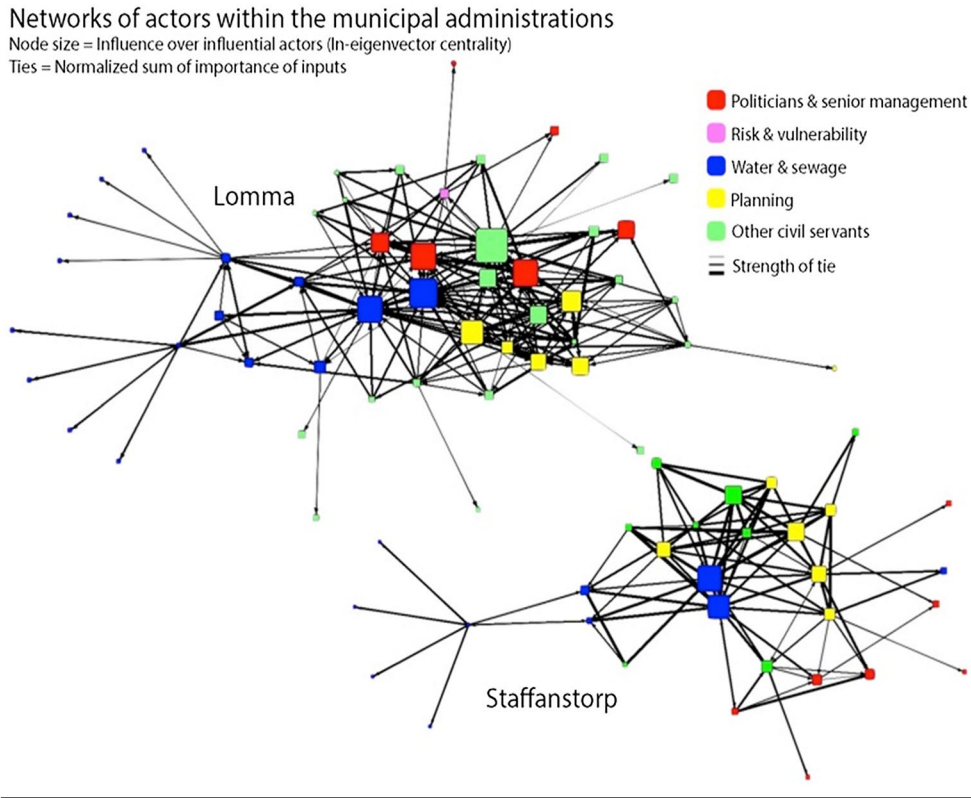 Networks of actors within the municipal administrations
Node size = Influence over influential actors (In-eigenvector centrality)
Ties = Normalized sum of importance of inputs
Politicians & senior management
Risk & vulnerability
Water & sewage
Planning
Other civil servants
Strength of tie
Lomma
Staffanstorp